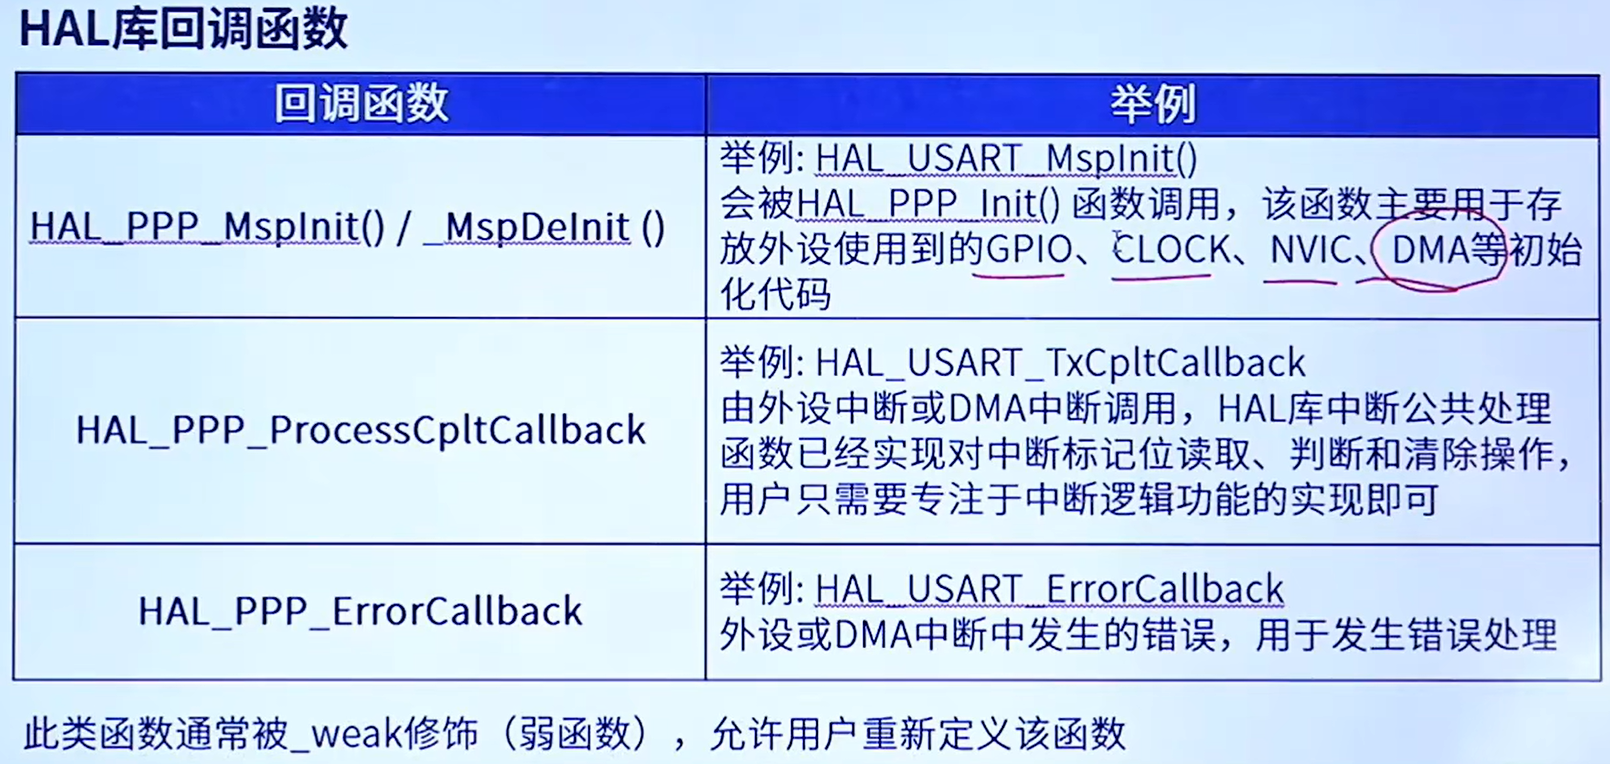 HAL库回调函数
回调函数
举例
HAL_PPP_MspInit() / _MspDeInit ()
举例: HAL_USART_MspInit()
会被HAL_PPP_Init() 函数调用，该函数主要用于存
放外设使用到的GPIO、CLOCK、NVIC、DMA等初始
化代码
HAL_PPP_ProcessCpltCallback
举例: HAL_USART_TxCpltCallback
由外设中断或DMA中断调用，HAL库中断公共处理
函数已经实现对中断标记位读取、判断和清除操作，
用户只需要专注于中断逻辑功能的实现即可
HAL_PPP_ErrorCallback
举例: HAL_USART_ErrorCallback
外设或DMA中断中发生的错误，用于发生错误处理
此类函数通常被_weak修饰（弱函数），允许用户重新定义该函数